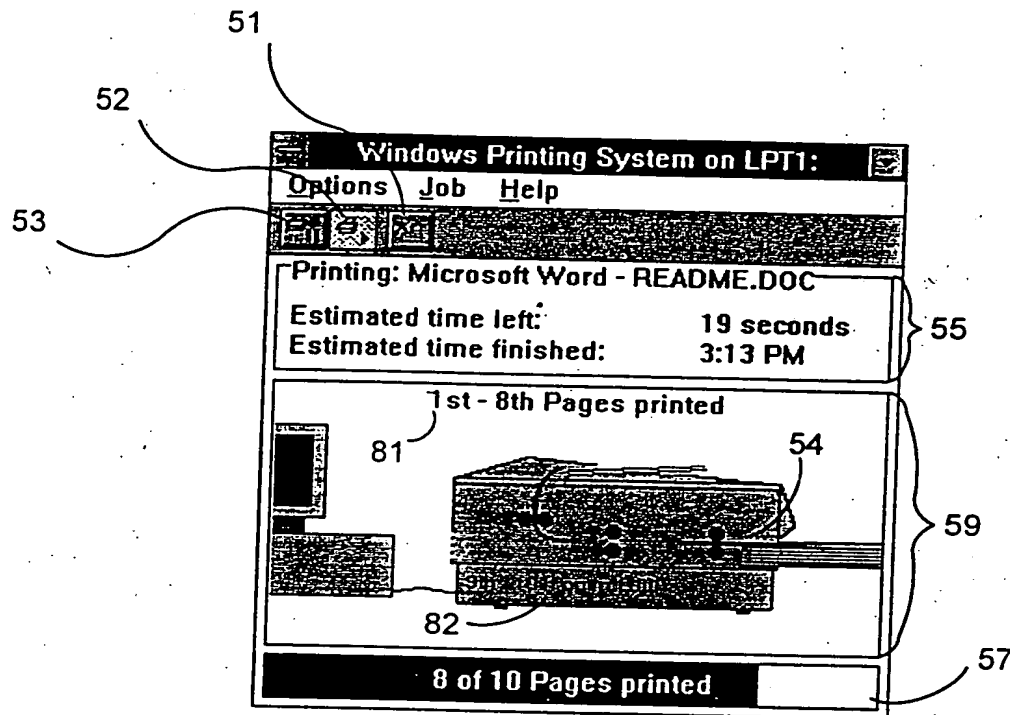 51
52
53
Windows Printing System on LPT1:
Options Job Help
Printing: Microsoft Word - README.DOC
Estimated time left: 19 seconds
Estimated time finished: 3:13 PM
55
1st - 8th Pages printed
81
54
59
82
8 of 10 Pages printed
57